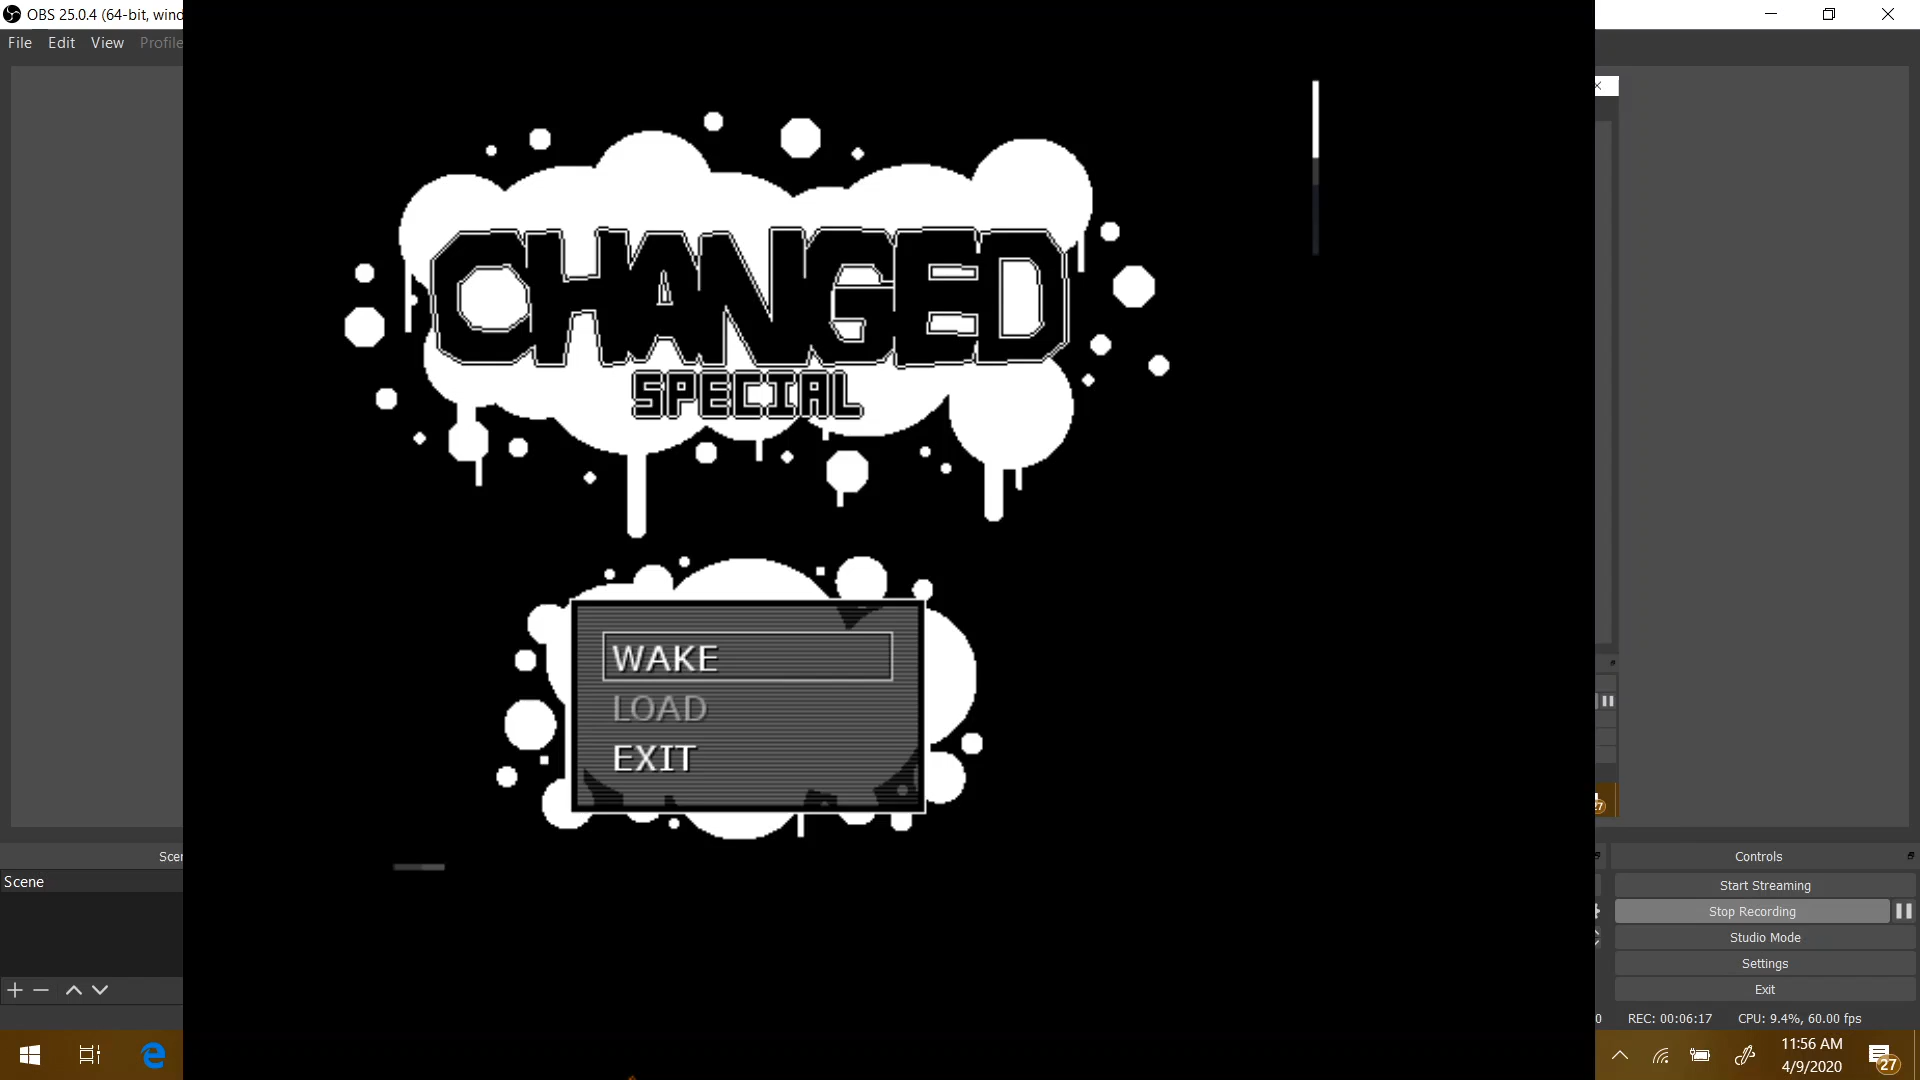 OBS 25.0.4 (64-bit, wind
File Edit View Profile
CHANGED
SPECIAL
WAKE
LOAD
EXIT
Scen
Scene
Controls
Start Streaming
Stop Recording
Studio Mode
Settings
Exit
0 REC: 00:06:17 CPU: 9.4%, 60.00 fps
11:56 AM
4/9/2020
27